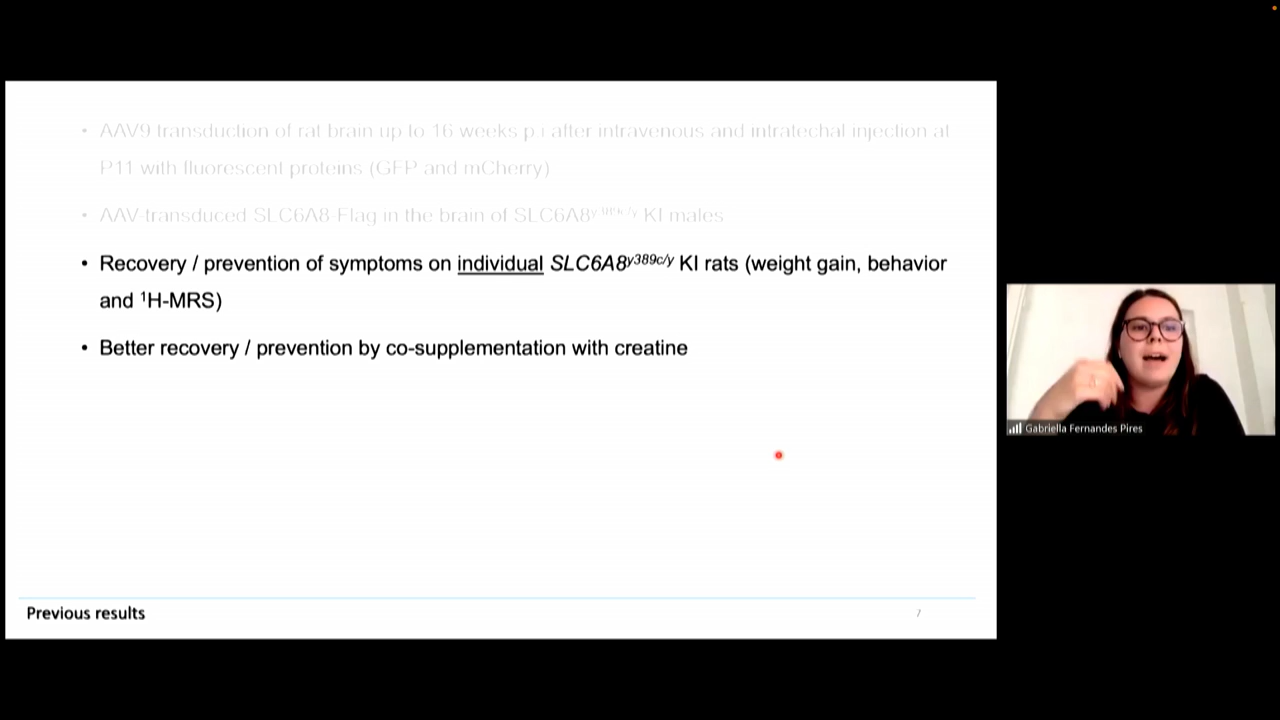 • AAV9 transduction of rat brain up to 16 weeks p.i after intravenous and intratechal injection at
P11 with fluorescent proteins (GFP and mCherry)
• AAV-transduced SLC6A8-Flag in the brain of SLC6A8 KI males
• Recovery / prevention of symptoms on individual SLC6A8y389c/y KI rats (weight gain, behavior
and ¹H-MRS)
• Better recovery / prevention by co-supplementation with creatine
Previous results
7
Gabriella Fernandes Pires